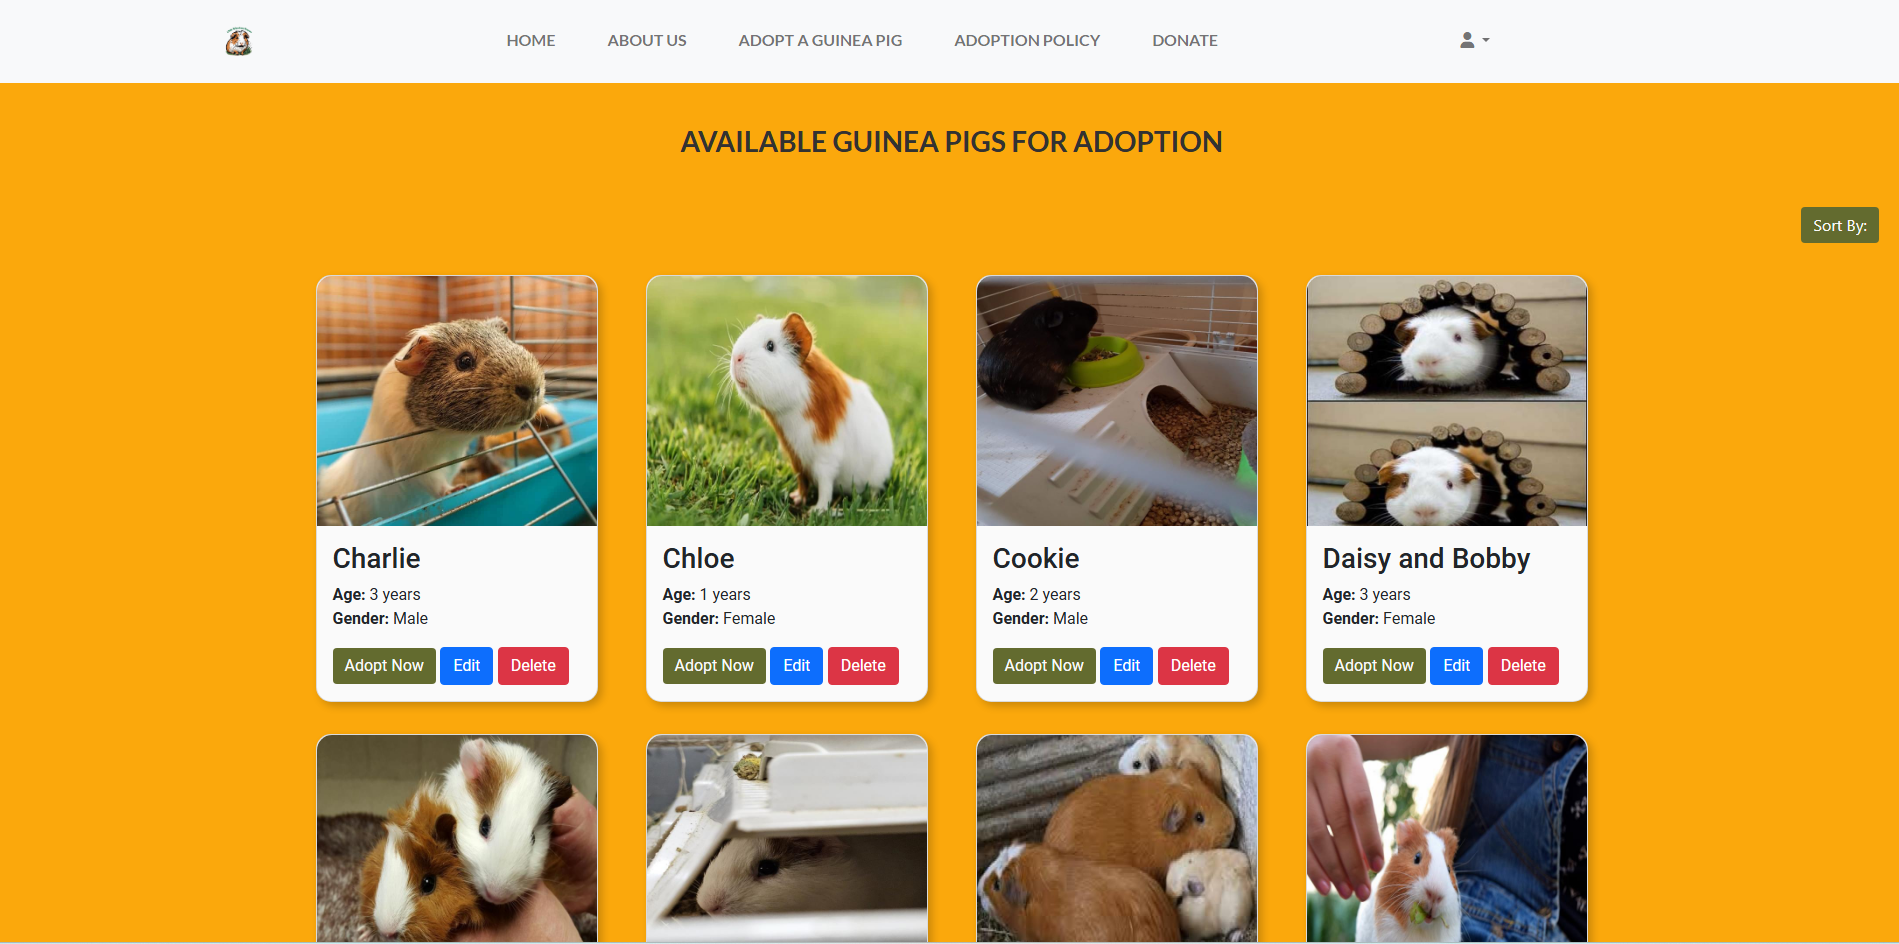 HOME ABOUT US ADOPT A GUINEA PIG ADOPTION POLICY DONATE
AVAILABLE GUINEA PIGS FOR ADOPTION
Sort By:
Charlie
Age: 3 years
Gender: Male
Adopt Now Edit Delete
Chloe
Age: 1 years
Gender: Female
Adopt Now Edit Delete
Cookie
Age: 2 years
Gender: Male
Adopt Now Edit Delete
Daisy and Bobby
Age: 3 years
Gender: Female
Adopt Now Edit Delete